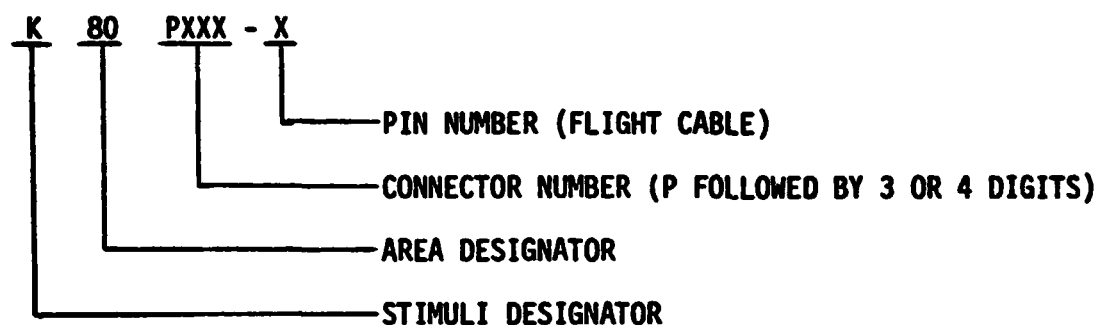 K 80 PXXX - X
PIN NUMBER (FLIGHT CABLE)
CONNECTOR NUMBER (P FOLLOWED BY 3 OR 4 DIGITS)
AREA DESIGNATOR
STIMULI DESIGNATOR